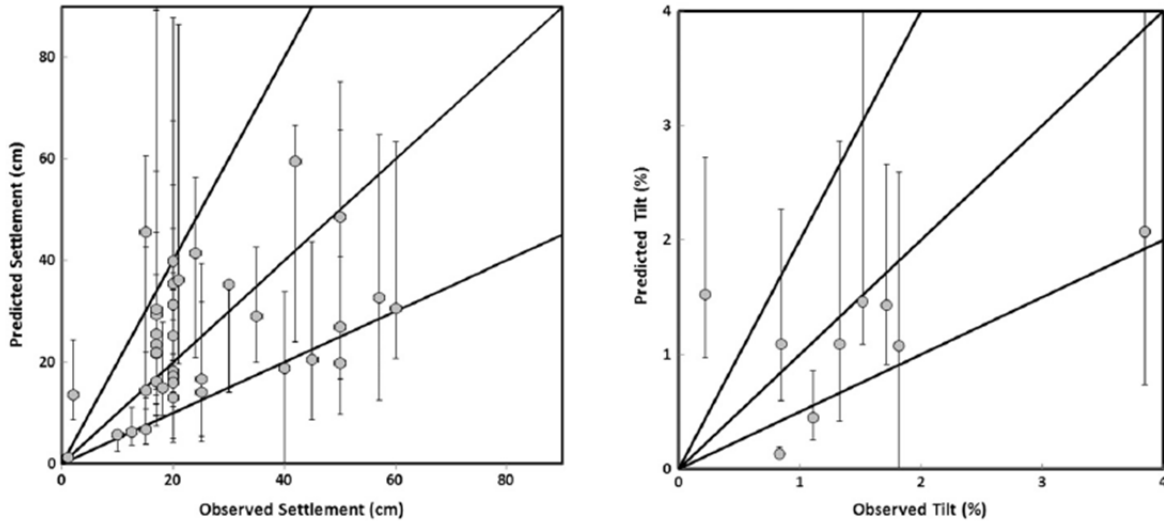 80
60
40
20
0
Predicted Settlement (cm)
0 20 40 60 80
Observed Settlement (cm)
4
3
2
1
0
Predicted Tilt (%)
0 1 2 3 4
Observed Tilt (%)